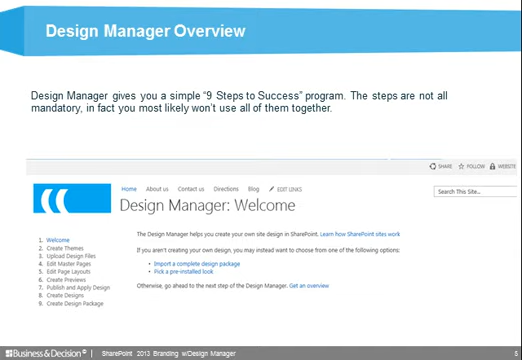 Design Manager Overview
Design Manager gives you a simple “9 Steps to Success” program. The steps are not all
mandatory, in fact you most likely won’t use all of them together.
SHARE FOLLOW WEBSITE
Home About us Contact us Directions Blog EDIT LINKS
Search This Site...
Design Manager: Welcome
1. Welcome
2. Create Themes
3. Upload Design Files
4. Edit Master Pages
5. Edit Page Layouts
6. Create Previews
7. Publish and Apply Design
8. Create Designs
9. Create Design Package
The Design Manager helps you create your own site design in SharePoint. Learn how SharePoint sites work
If you aren't creating your own design, you may instead want to choose from one of the following options:
• Import a complete design package
• Pick a pre-installed look
Otherwise, go ahead to the next step of the Design Manager. Get an overview
Business & Decision © | SharePoint 2013 Branding w/Design Manager 5